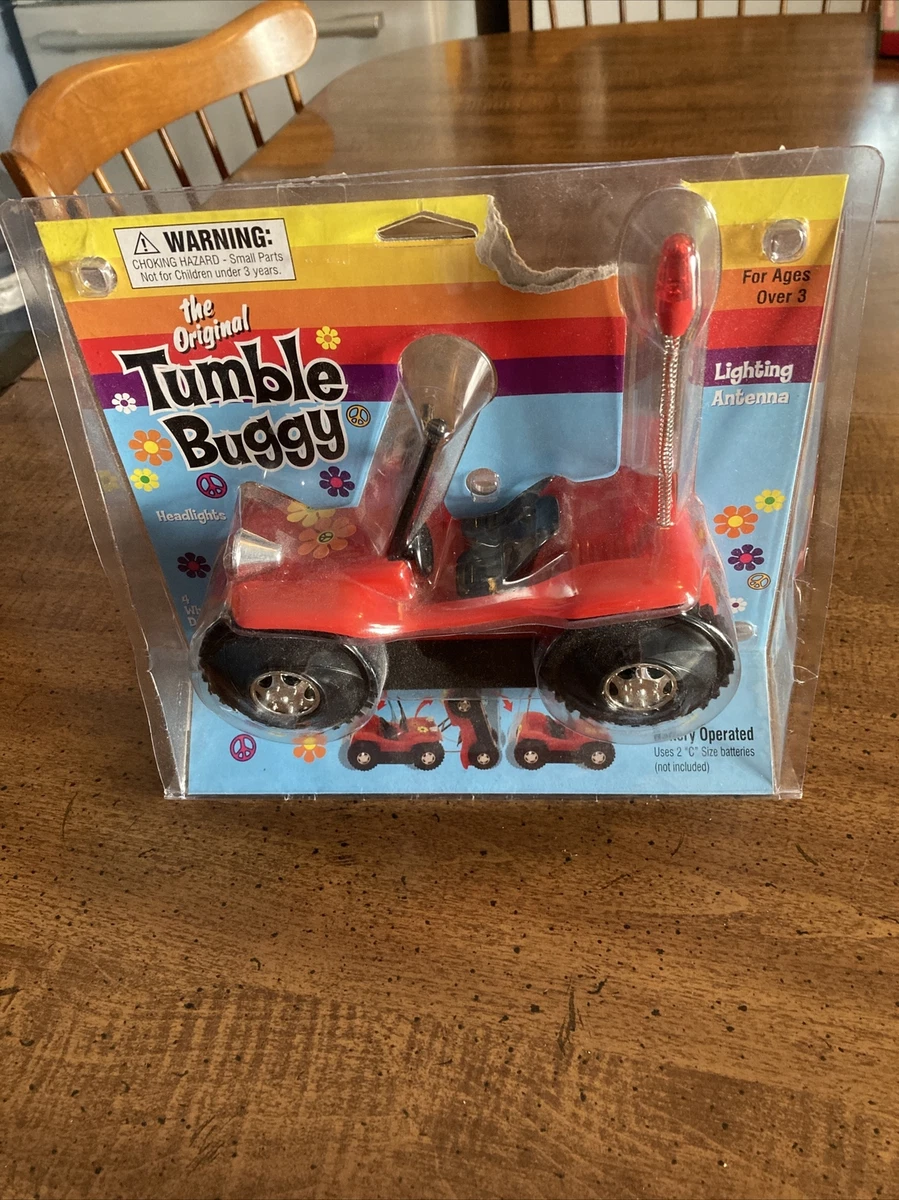 WARNING:
CHOKING HAZARD - Small Parts
Not for Children under 3 years.
the
Original
Tumble
Buggy
For Ages
Over 3
Lighting
Antenna
Headlights
4
Operated
Uses 2 "C" Size batteries
(not included)